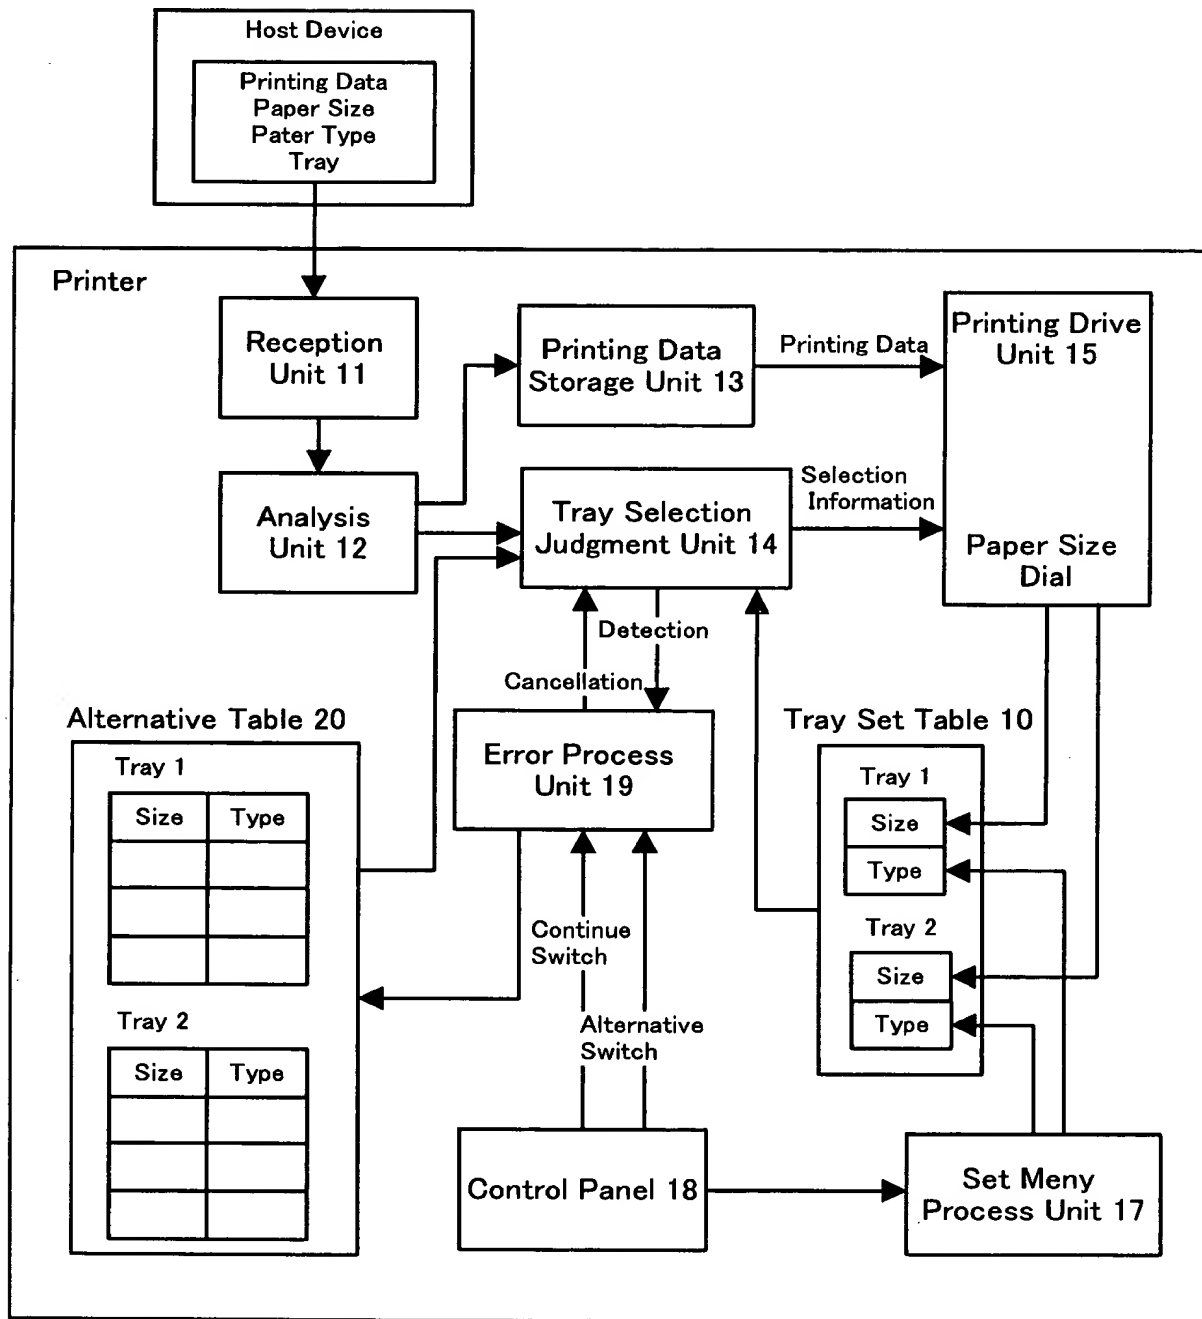 Host Device
Printing Data
Paper Size
Pater Type
Tray
Printer
Reception
Unit 11
Printing Data
Storage Unit 13
Printing Data
Printing Drive
Unit 15
Analysis
Unit 12
Tray Selection
Judgment Unit 14
Selection
Information
Paper Size
Dial
Detection
Cancellation
Alternative Table 20
Tray 1
Size Type
Tray 2
Size Type
Error Process
Unit 19
Tray Set Table 10
Tray 1
Size
Type
Tray 2
Size
Type
Continue
Switch
Alternative
Switch
Control Panel 18
Set Meny
Process Unit 17